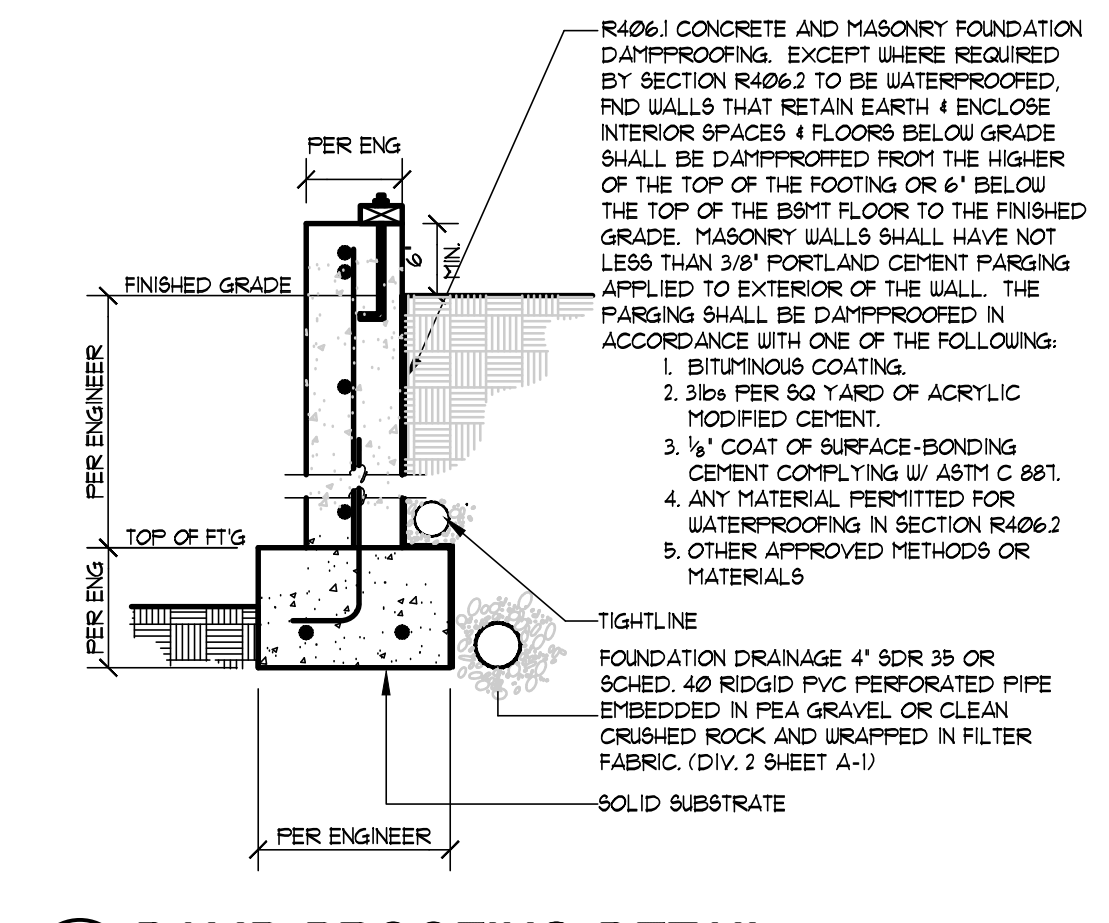 R406.1 CONCRETE AND MASONRY FOUNDATION
DAMPPROOFING. EXCEPT WHERE REQUIRED
BY SECTION R406.2 TO BE WATERPROOFED,
FND WALLS THAT RETAIN EARTH & ENCLOSE
INTERIOR SPACES & FLOORS BELOW GRADE
SHALL BE DAMPPROFFED FROM THE HIGHER
OF THE TOP OF THE FOOTING OR 6" BELOW
THE TOP OF THE BSMT FLOOR TO THE FINISHED
GRADE. MASONRY WALLS SHALL HAVE NOT
LESS THAN 3/8" PORTLAND CEMENT PARGING
APPLIED TO EXTERIOR OF THE WALL. THE
PARGING SHALL BE DAMPPROOFED IN
ACCORDANCE WITH ONE OF THE FOLLOWING:
1. BITUMINOUS COATING.
2. 3lbs PER SQ YARD OF ACRYLIC
MODIFIED CEMENT.
3. 1/8" COAT OF SURFACE-BONDING
CEMENT COMPLYING W/ ASTM C 887.
4. ANY MATERIAL PERMITTED FOR
WATERPROOFING IN SECTION R406.2
5. OTHER APPROVED METHODS OR
MATERIALS
PER ENG
6"
MIN.
FINISHED GRADE
PER ENGINEER
TOP OF FT'G
PER ENG
TIGHTLINE
FOUNDATION DRAINAGE 4" SDR 35 OR
SCHED. 40 RIDGID PVC PERFORATED PIPE
EMBEDDED IN PEA GRAVEL OR CLEAN
CRUSHED ROCK AND WRAPPED IN FILTER
FABRIC. (DIV. 2 SHEET A-1)
SOLID SUBSTRATE
PER ENGINEER